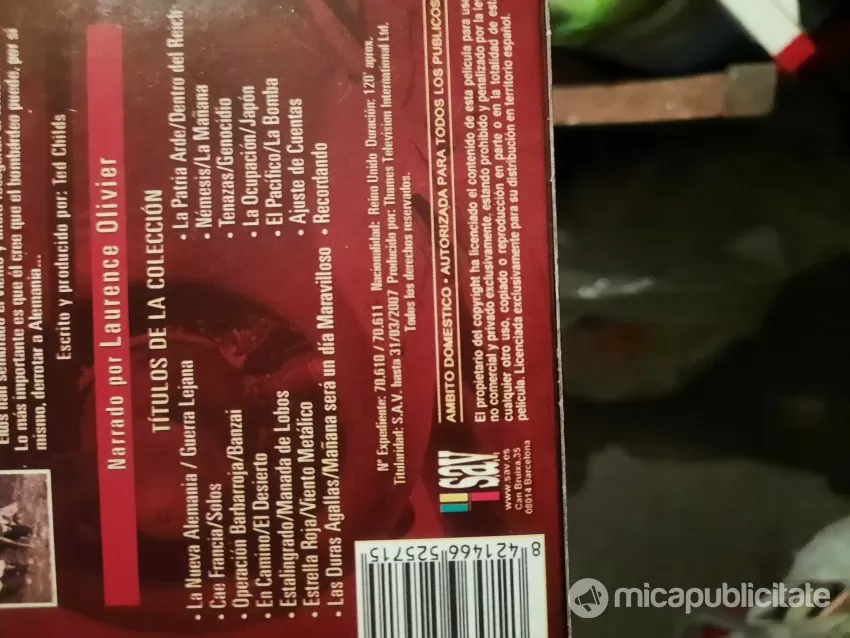 Lo más importante es que él cree que el bombardeo puede, por sí
mismo, derrotar a Alemania...
Escrito y producido por: Ted Childs
Narrado por Laurence Olivier
TÍTULOS DE LA COLECCIÓN
• La Nueva Alemania / Guerra Lejana
• Cae Francia/Solos
• Operación Barbarroja/Banzai
• En Camino/El Desierto
• Estalingrado/Manada de Lobos
• Estrella Roja/Viento Metálico
• Las Duras Agallas/Mañana será un día Maravilloso
• La Patria Arde/Dentro del Reich
• Némesis/La Mañana
• Tenazas/Genocidio
• La Ocupación/Japón
• El Pacífico/La Bomba
• Ajuste de Cuentas
• Recordando
Nº Expediente: 70.610 / 70.611 Nacionalidad: Reino Unido Duración: 120' aprox.
Titularidad: S.A.V. hasta 31/03/2007 Producido por: Thames Television International Ltd.
Todos los derechos reservados.
AMBITO DOMESTICO • AUTORIZADA PARA TODOS LOS PUBLICOS
El propietario del copyright ha licenciado el contenido de esta película para uso
no comercial y privado exclusivamente, estando prohibido y penalizado por la ley
cualquier otro uso, copiado o reproducción en parte o en la totalidad de esta
película. Licenciada exclusivamente para su distribución en territorio español.
sav
www.sav.es
Can Bruixa,35
08014 Barcelona
8 421466 525715
micapublicitate